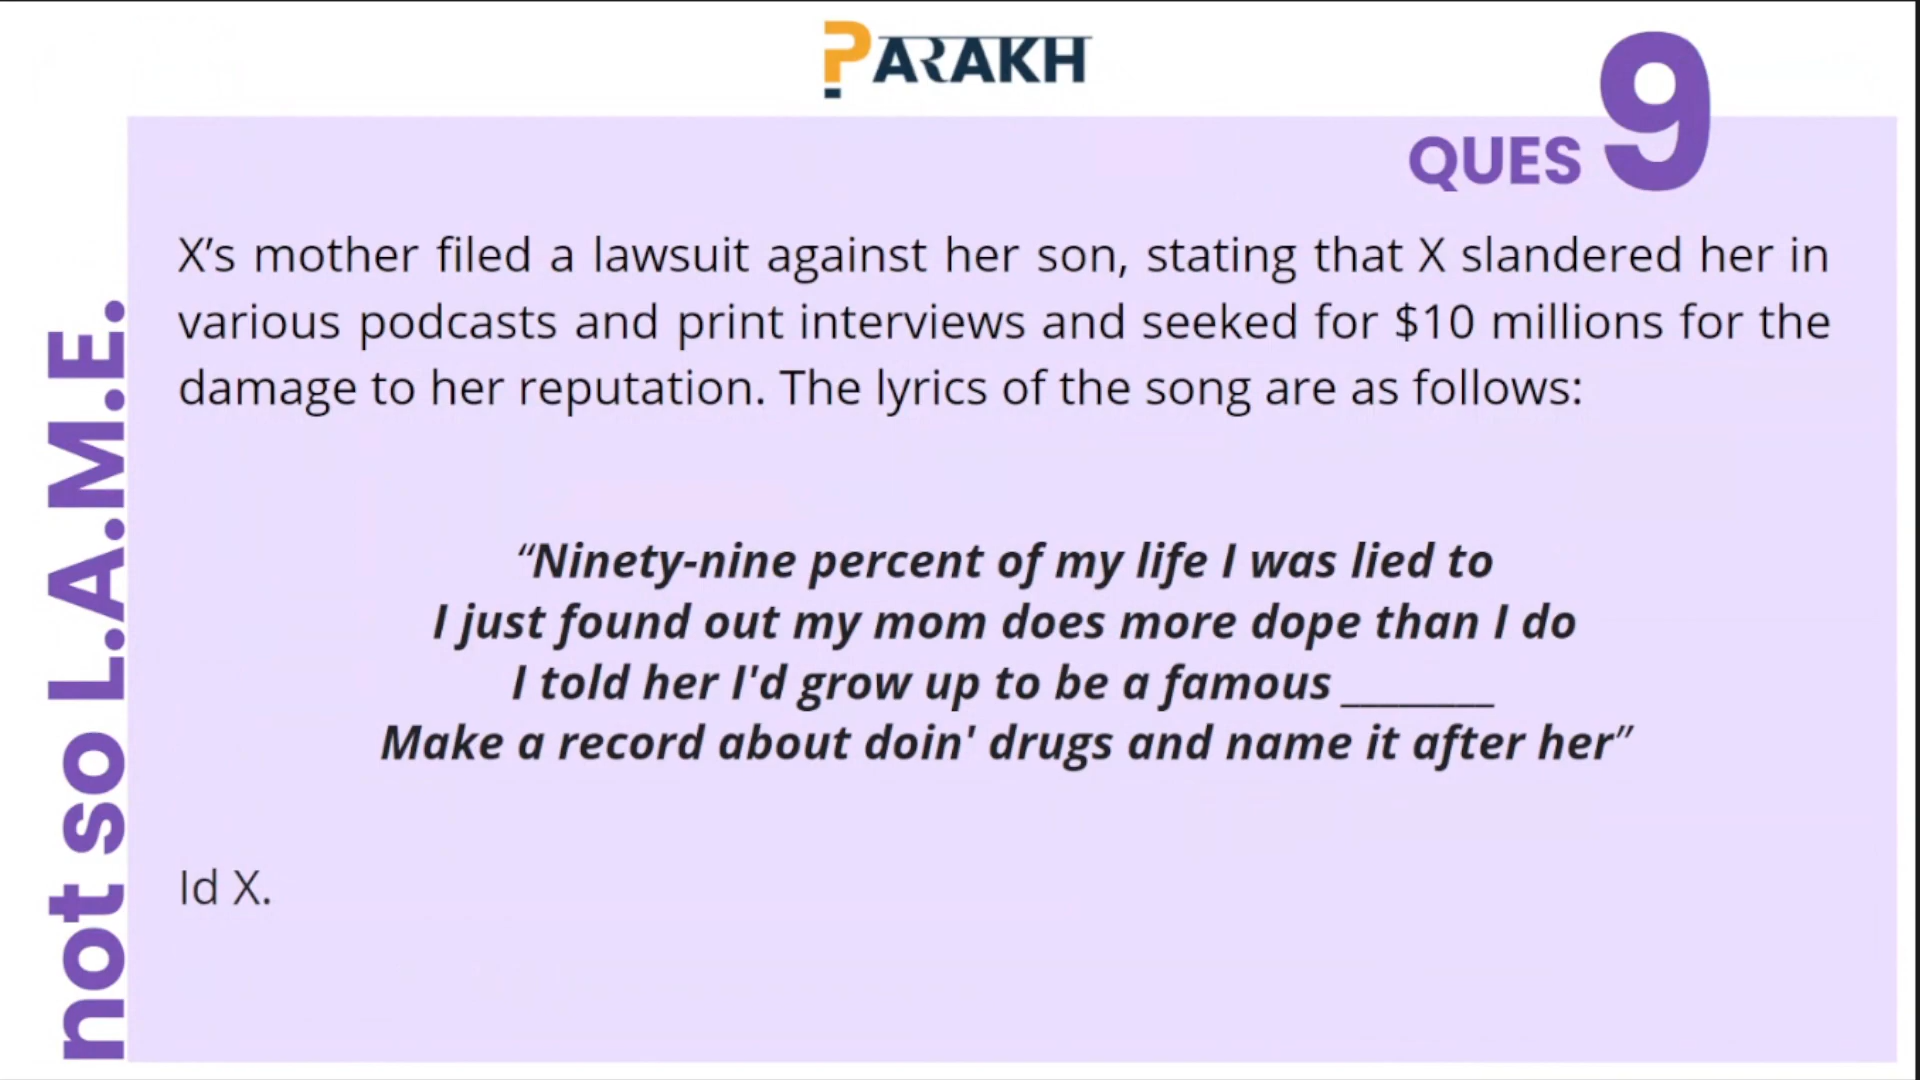 PARAKH
QUES 9
not so L.A.M.E.
X’s mother filed a lawsuit against her son, stating that X slandered her in
various podcasts and print interviews and seeked for $10 millions for the
damage to her reputation. The lyrics of the song are as follows:
“Ninety-nine percent of my life I was lied to
I just found out my mom does more dope than I do
I told her I'd grow up to be a famous ______
Make a record about doin' drugs and name it after her”
Id X.